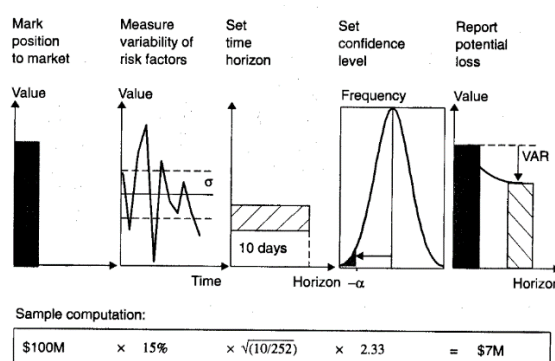 Mark
position
to market
Measure
variability of
risk factors
Set
time
horizon
Set
confidence
level
Report
potential
loss
Value
Value
Frequency
Value
σ
VAR
10 days
Time
Horizon
–α
Horizon
Sample computation:
$100M × 15% × √(10/252) × 2.33 = $7M